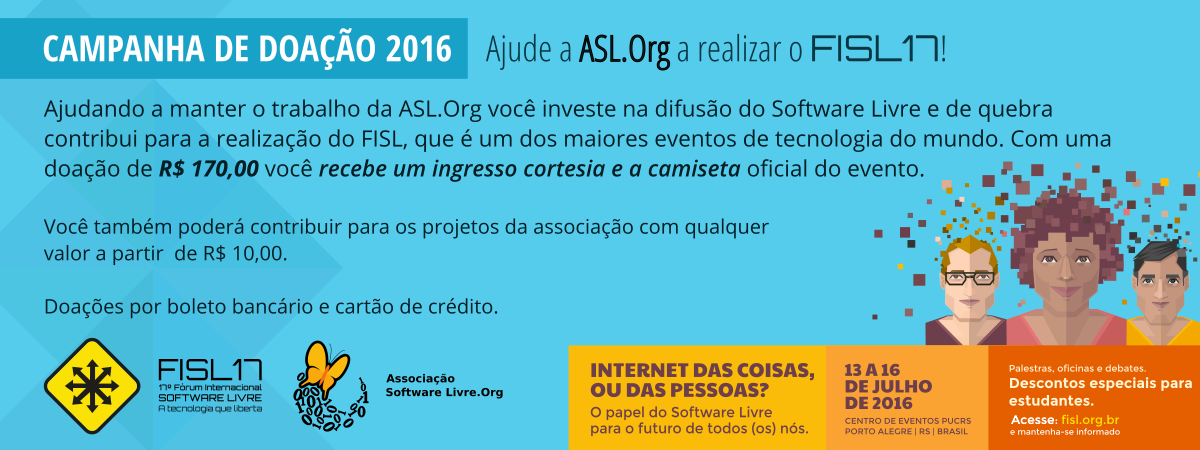 CAMPANHA DE DOAÇÃO 2016
Ajude a ASL.Org a realizar o FISL17!
Ajudando a manter o trabalho da ASL.Org você investe na difusão do Software Livre e de quebra
contribui para a realização do FISL, que é um dos maiores eventos de tecnologia do mundo. Com uma
doação de R$ 170,00 você recebe um ingresso cortesia e a camiseta oficial do evento.
Você também poderá contribuir para os projetos da associação com qualquer
valor a partir de R$ 10,00.
Doações por boleto bancário e cartão de crédito.
FISL17
17º Fórum Internacional
SOFTWARE LIVRE
A tecnologia que liberta
Associação
Software Livre.Org
INTERNET DAS COISAS,
OU DAS PESSOAS?
O papel do Software Livre
para o futuro de todos (os) nós.
13 A 16
DE JULHO
DE 2016
CENTRO DE EVENTOS PUCRS
PORTO ALEGRE | RS | BRASIL
Palestras, oficinas e debates.
Descontos especiais para
estudantes.
Acesse: fisl.org.br
e mantenha-se informado